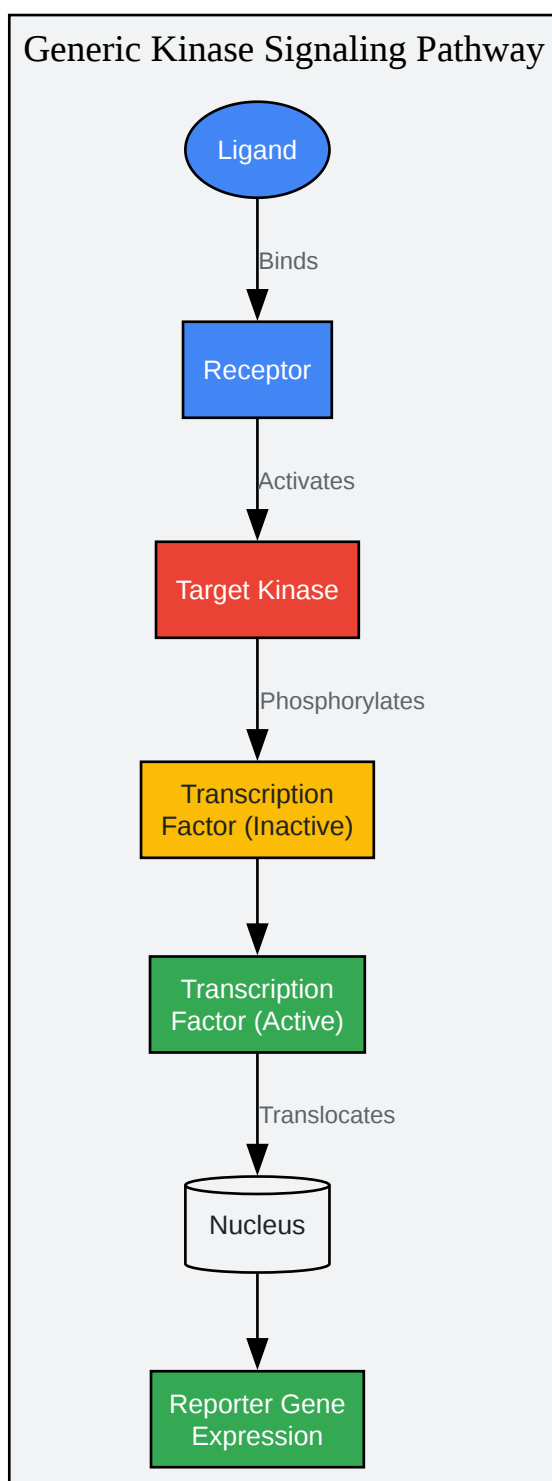 Generic Kinase Signaling Pathway
Ligand
Binds
Receptor
Activates
Target Kinase
Phosphorylates
Transcription
Factor (Inactive)
Transcription
Factor (Active)
Translocates
Nucleus
Reporter Gene
Expression